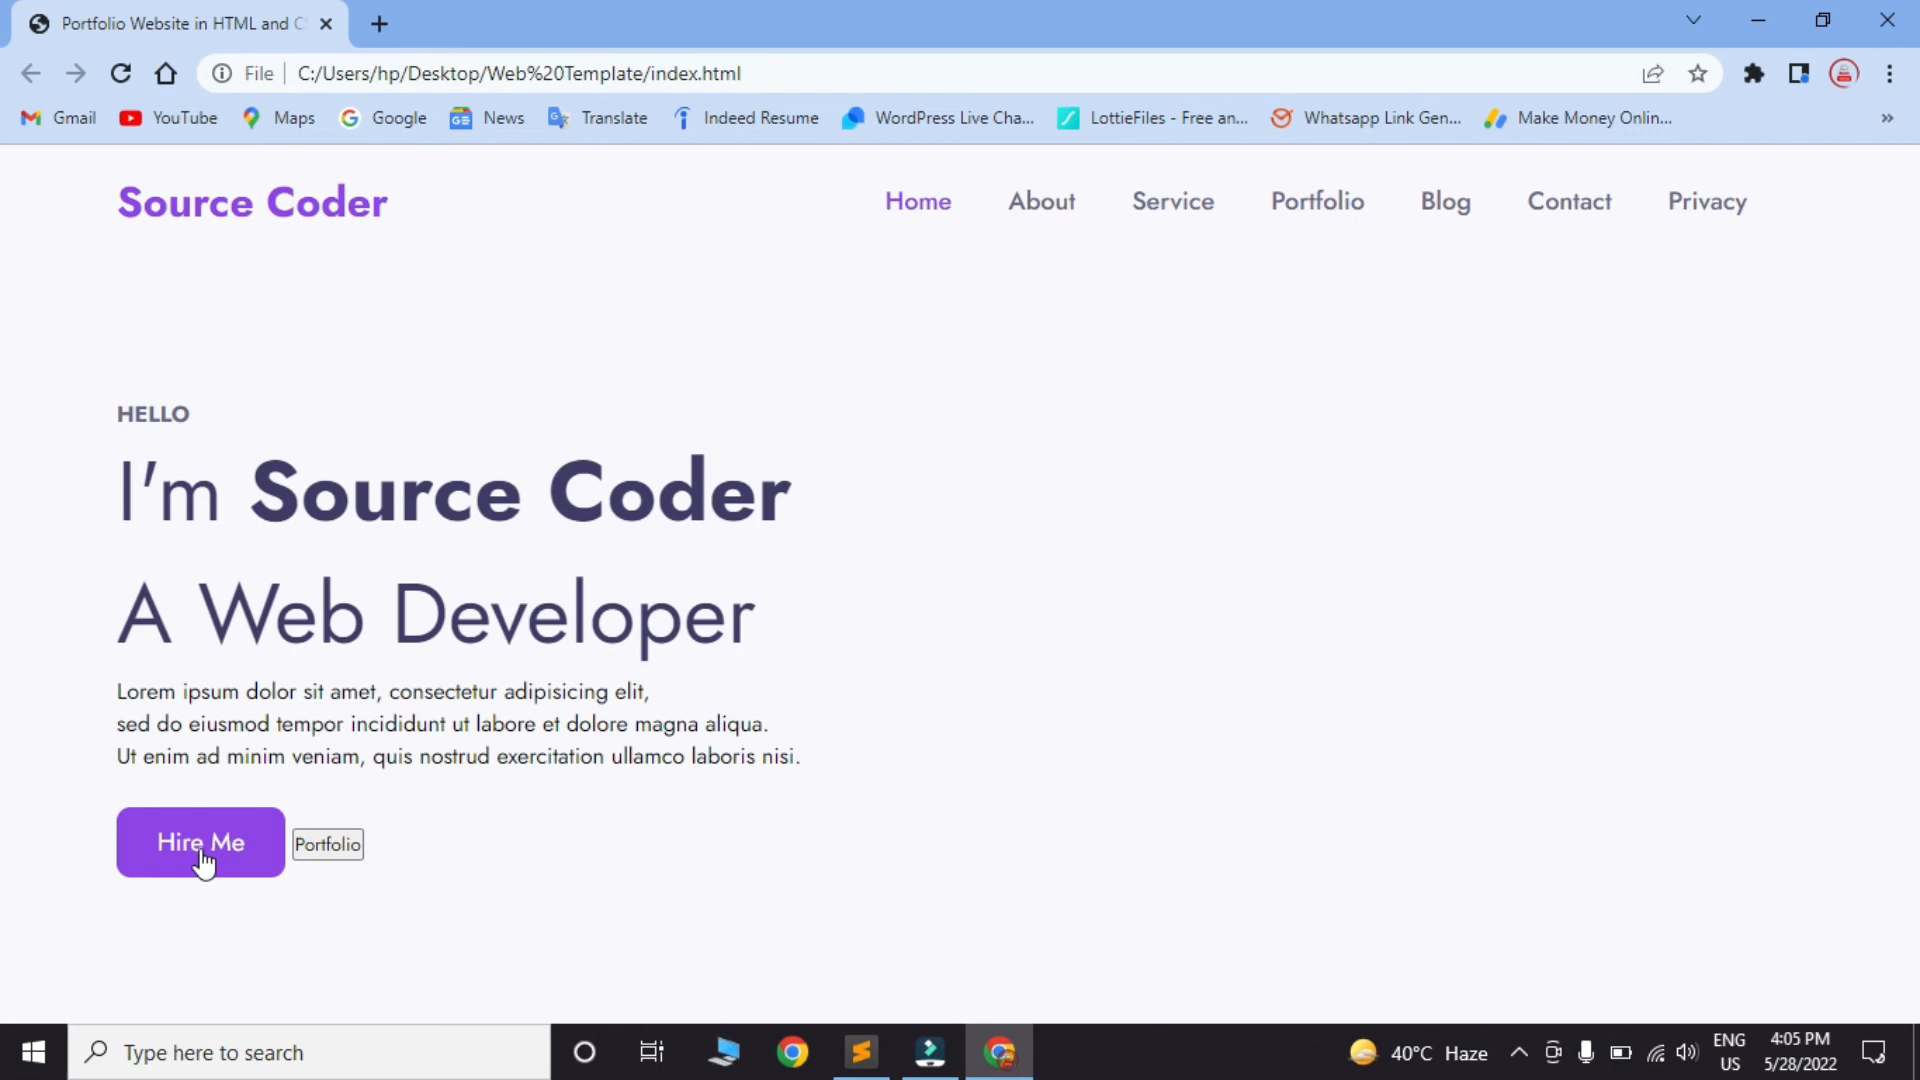 Portfolio Website in HTML and C
File C:/Users/hp/Desktop/Web%20Template/index.html
Gmail YouTube Maps Google News Translate Indeed Resume WordPress Live Cha... LottieFiles - Free an... Whatsapp Link Gen... Make Money Onlin... »
Source Coder Home About Service Portfolio Blog Contact Privacy
HELLO
I'm Source Coder
A Web Developer
Lorem ipsum dolor sit amet, consectetur adipisicing elit,
sed do eiusmod tempor incididunt ut labore et dolore magna aliqua.
Ut enim ad minim veniam, quis nostrud exercitation ullamco laboris nisi.
Hire Me Portfolio
Type here to search 40°C Haze ENG 4:05 PM
US 5/28/2022